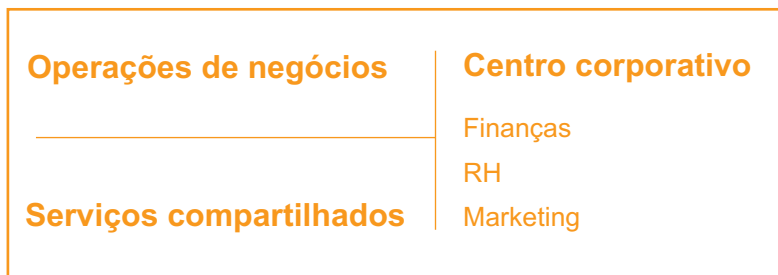 Operações de negócios
Serviços compartilhados
Centro corporativo
Finanças
RH
Marketing